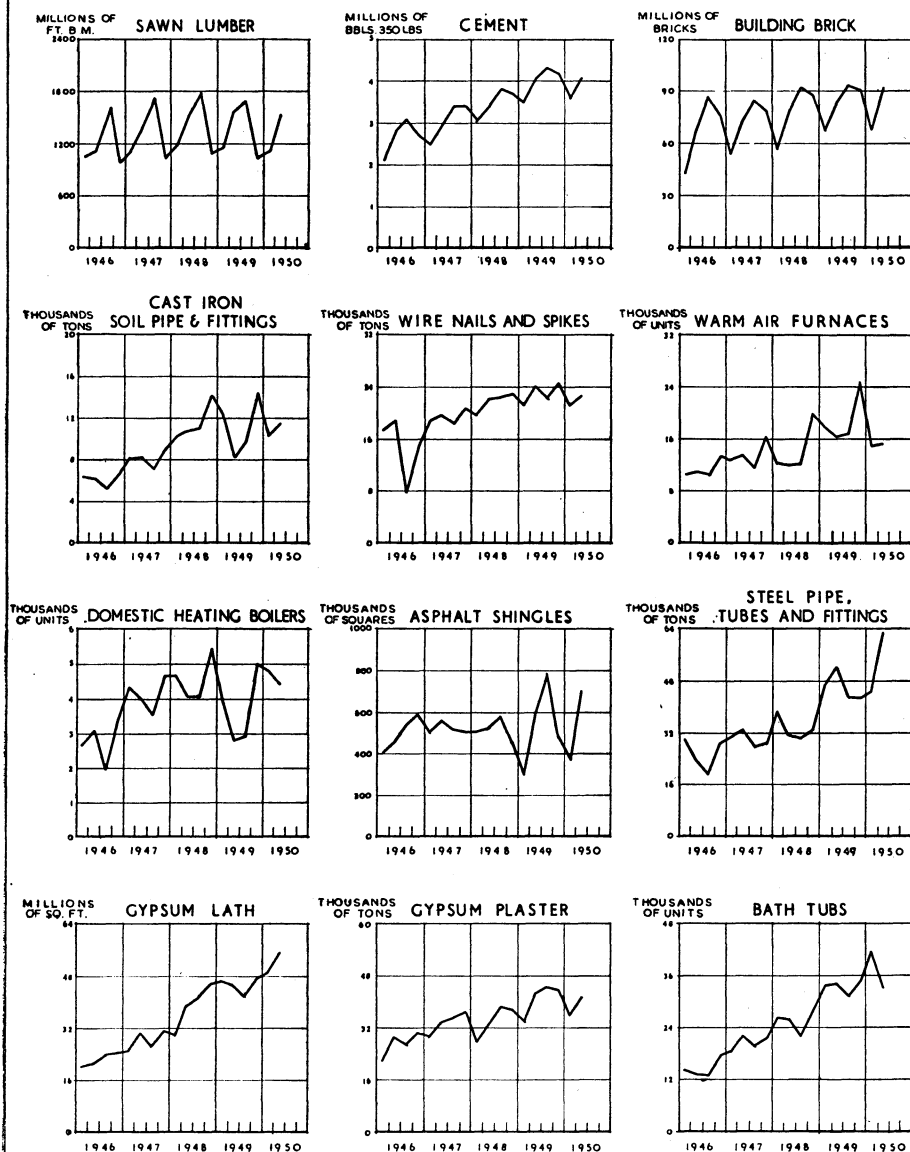 MILLIONS OF
FT. B M.
SAWN LUMBER
2400
1800
1200
600
0
1946 1947 1948 1949 1950
MILLIONS OF
BBLS. 350 LBS
CEMENT
5
4
3
2
1
0
1946 1947 1948 1949 1950
MILLIONS OF
BRICKS
BUILDING BRICK
120
90
60
30
0
1946 1947 1948 1949 1950
THOUSANDS
OF TONS
CAST IRON
SOIL PIPE & FITTINGS
20
16
12
8
4
0
1946 1947 1948 1949 1950
THOUSANDS
OF TONS
WIRE NAILS AND SPIKES
32
24
16
8
0
1946 1947 1948 1949 1950
THOUSANDS
OF UNITS
WARM AIR FURNACES
32
24
16
8
0
1946 1947 1948 1949 1950
THOUSANDS
OF UNITS
DOMESTIC HEATING BOILERS
6
5
4
3
2
1
0
1946 1947 1948 1949 1950
THOUSANDS
OF SQUARES
ASPHALT SHINGLES
1000
800
600
400
200
0
1946 1947 1948 1949 1950
THOUSANDS
OF TONS
STEEL PIPE,
TUBES AND FITTINGS
64
48
32
16
0
1946 1947 1948 1949 1950
MILLIONS
OF SQ. FT.
GYPSUM LATH
64
48
32
16
0
1946 1947 1948 1949 1950
THOUSANDS
OF TONS
GYPSUM PLASTER
60
48
32
16
0
1946 1947 1948 1949 1950
THOUSANDS
OF UNITS
BATH TUBS
48
36
24
12
0
1946 1947 1948 1949 1950